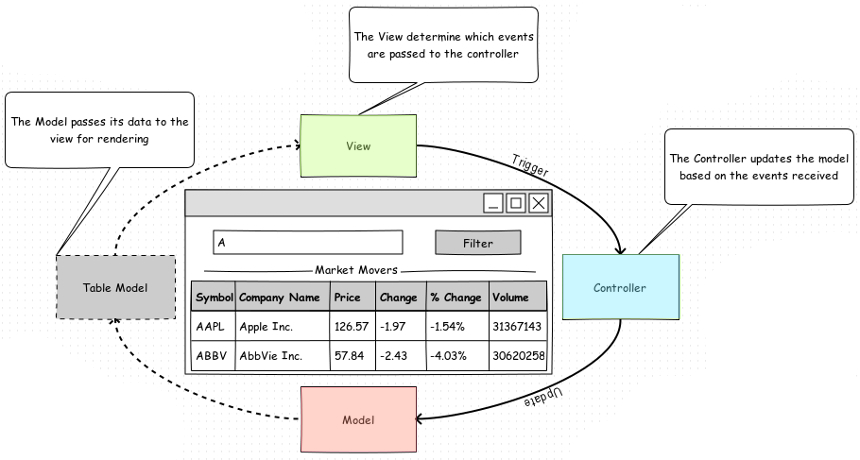 The View determine which events
are passed to the controller
The Model passes its data to the
view for rendering
View
Trigger
The Controller updates the model
based on the events received
A
Filter
Market Movers
Table Model
Symbol Company Name Price Change % Change Volume
AAPL Apple Inc. 126.57 -1.97 -1.54% 31367143
ABBV AbbVie Inc. 57.84 -2.43 -4.03% 30620258
Controller
Update
Model